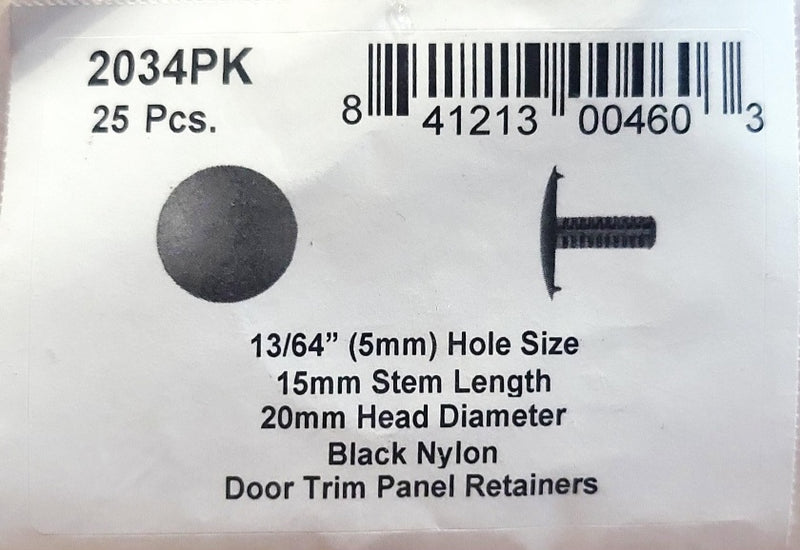 2034PK
25 Pcs.
8 41213 00460 3
13/64” (5mm) Hole Size
15mm Stem Length
20mm Head Diameter
Black Nylon
Door Trim Panel Retainers